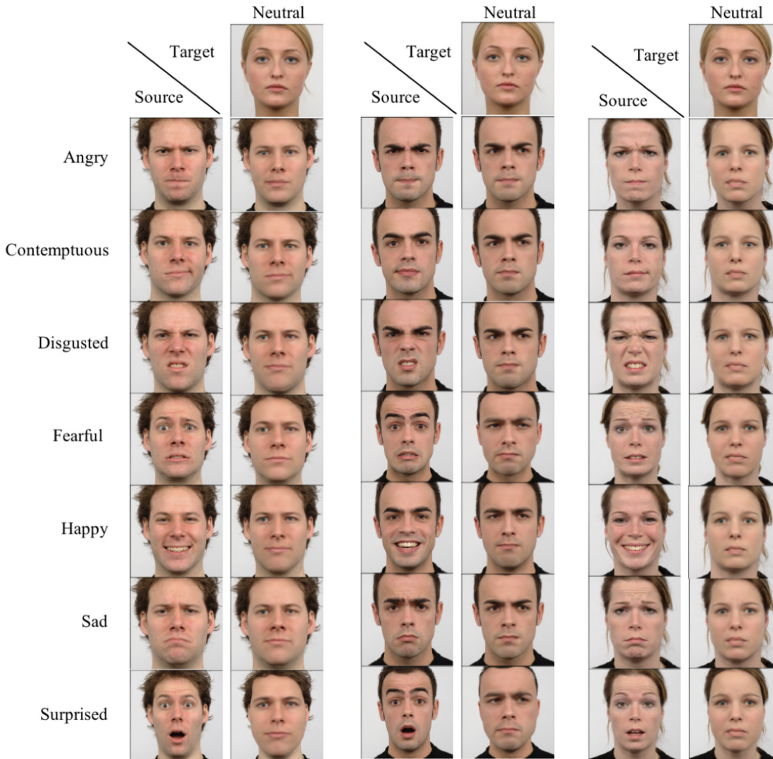 Neutral
Neutral
Neutral
Target
Target
Target
Source
Source
Source
Angry
Contemptuous
Disgusted
Fearful
Happy
Sad
Surprised